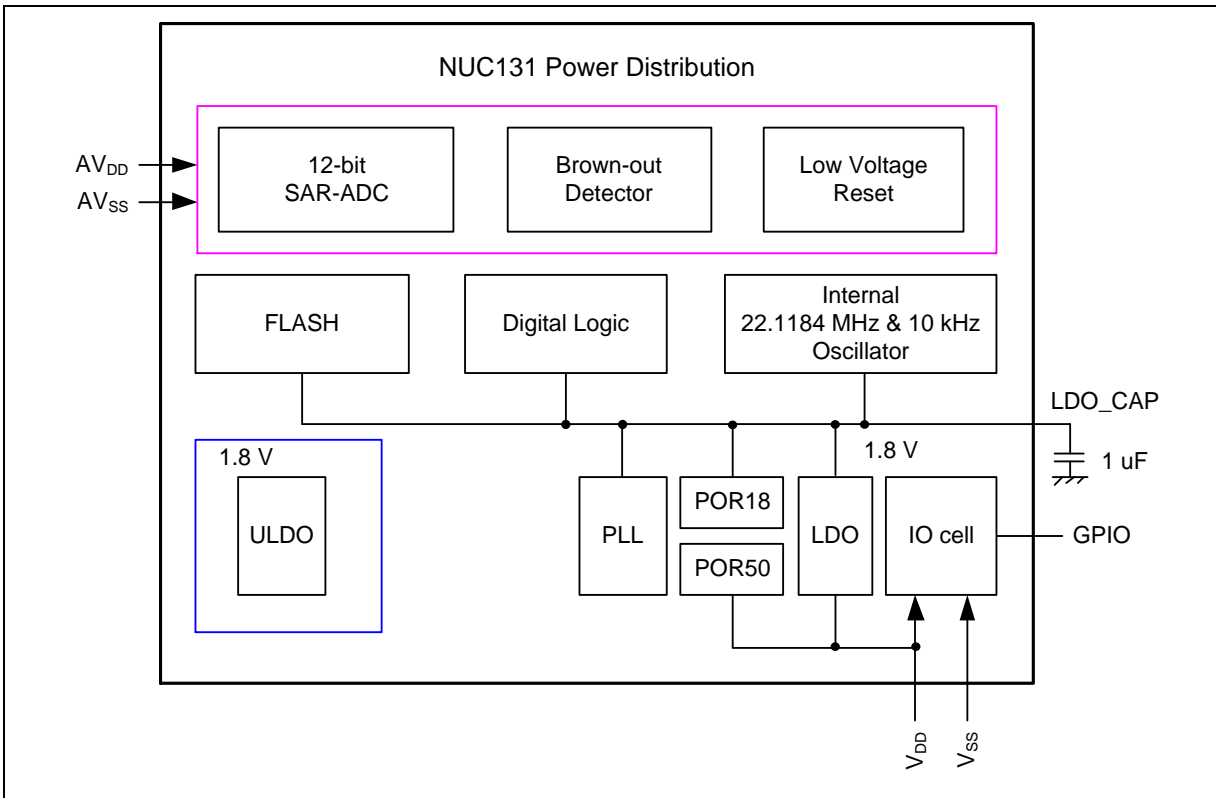 NUC131 Power Distribution
AVDD
AVSS
12-bit
SAR-ADC
Brown-out
Detector
Low Voltage
Reset
FLASH
Digital Logic
Internal
22.1184 MHz & 10 kHz
Oscillator
LDO_CAP
1 uF
1.8 V
1.8 V
ULDO
PLL
POR18
POR50
LDO
IO cell
GPIO
VDD
VSS